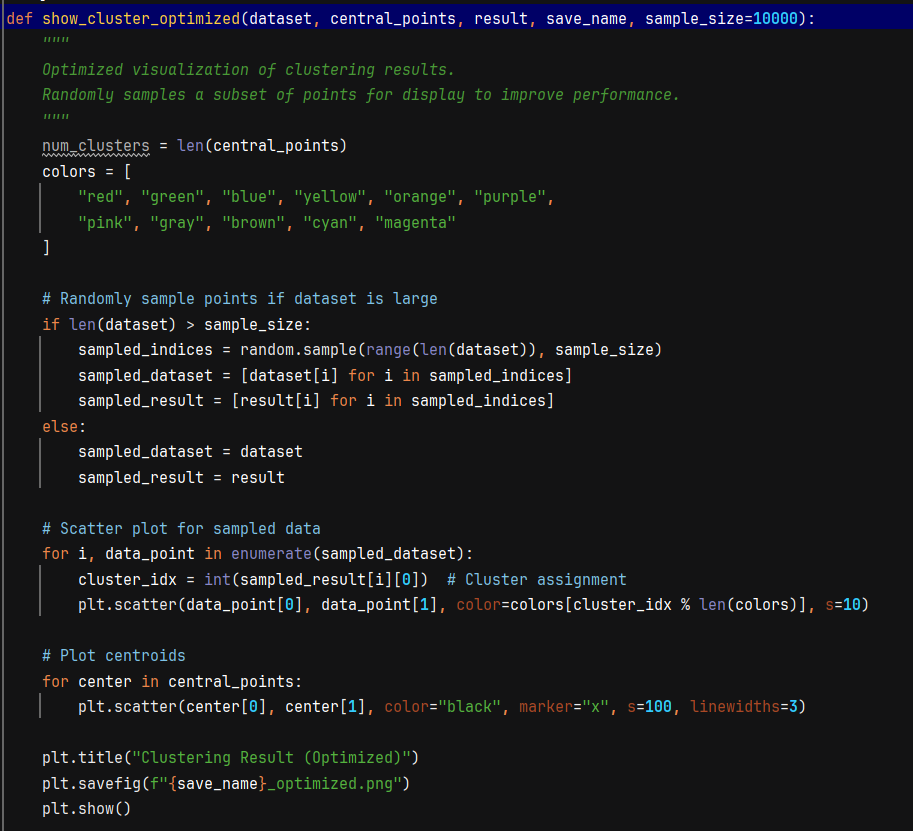 def show_cluster_optimized(dataset, central_points, result, save_name, sample_size=10000):
    """
    Optimized visualization of clustering results.
    Randomly samples a subset of points for display to improve performance.
    """
    num_clusters = len(central_points)
    colors = [
        "red", "green", "blue", "yellow", "orange", "purple",
        "pink", "gray", "brown", "cyan", "magenta"
    ]

    # Randomly sample points if dataset is large
    if len(dataset) > sample_size:
        sampled_indices = random.sample(range(len(dataset)), sample_size)
        sampled_dataset = [dataset[i] for i in sampled_indices]
        sampled_result = [result[i] for i in sampled_indices]
    else:
        sampled_dataset = dataset
        sampled_result = result

    # Scatter plot for sampled data
    for i, data_point in enumerate(sampled_dataset):
        cluster_idx = int(sampled_result[i][0])  # Cluster assignment
        plt.scatter(data_point[0], data_point[1], color=colors[cluster_idx % len(colors)], s=10)

    # Plot centroids
    for center in central_points:
        plt.scatter(center[0], center[1], color="black", marker="x", s=100, linewidths=3)

    plt.title("Clustering Result (Optimized)")
    plt.savefig(f"{save_name}_optimized.png")
    plt.show()